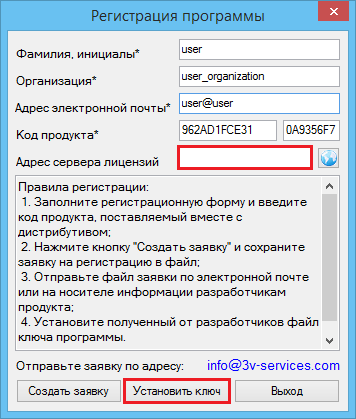 Регистрация программы
Фамилия, инициалы* user
Организация* user_organization
Адрес электронной почты* user@user
Код продукта* 962AD1FCE31 0A9356F7
Адрес сервера лицензий
Правила регистрации:
1. Заполните регистрационную форму и введите
код продукта, поставляемый вместе с
дистрибутивом;
2. Нажмите кнопку "Создать заявку" и сохраните
заявку на регистрацию в файл;
3. Отправьте файл заявки по электронной почте
или на носителе информации разработчикам
продукта;
4. Установите полученный от разработчиков файл
ключа программы.
Отправьте заявку по адресу: info@3v-services.com
Создать заявку Установить ключ Выход